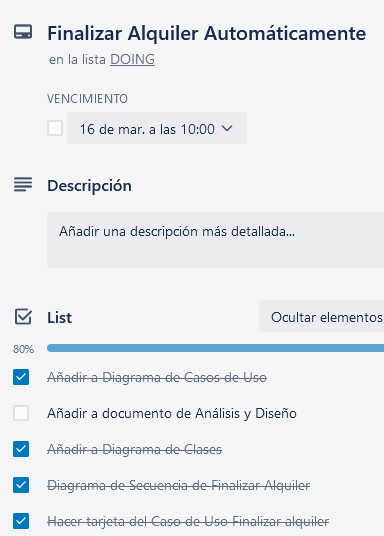 Finalizar Alquiler Automáticamente
en la lista DOING
VENCIMIENTO
16 de mar. a las 10:00
Descripción
Añadir una descripción más detallada...
List
Ocultar elementos
80%
Añadir a Diagrama de Casos de Uso
Añadir a documento de Análisis y Diseño
Añadir a Diagrama de Clases
Diagrama de Secuencia de Finalizar Alquiler
Hacer tarjeta del Caso de Uso Finalizar alquiler